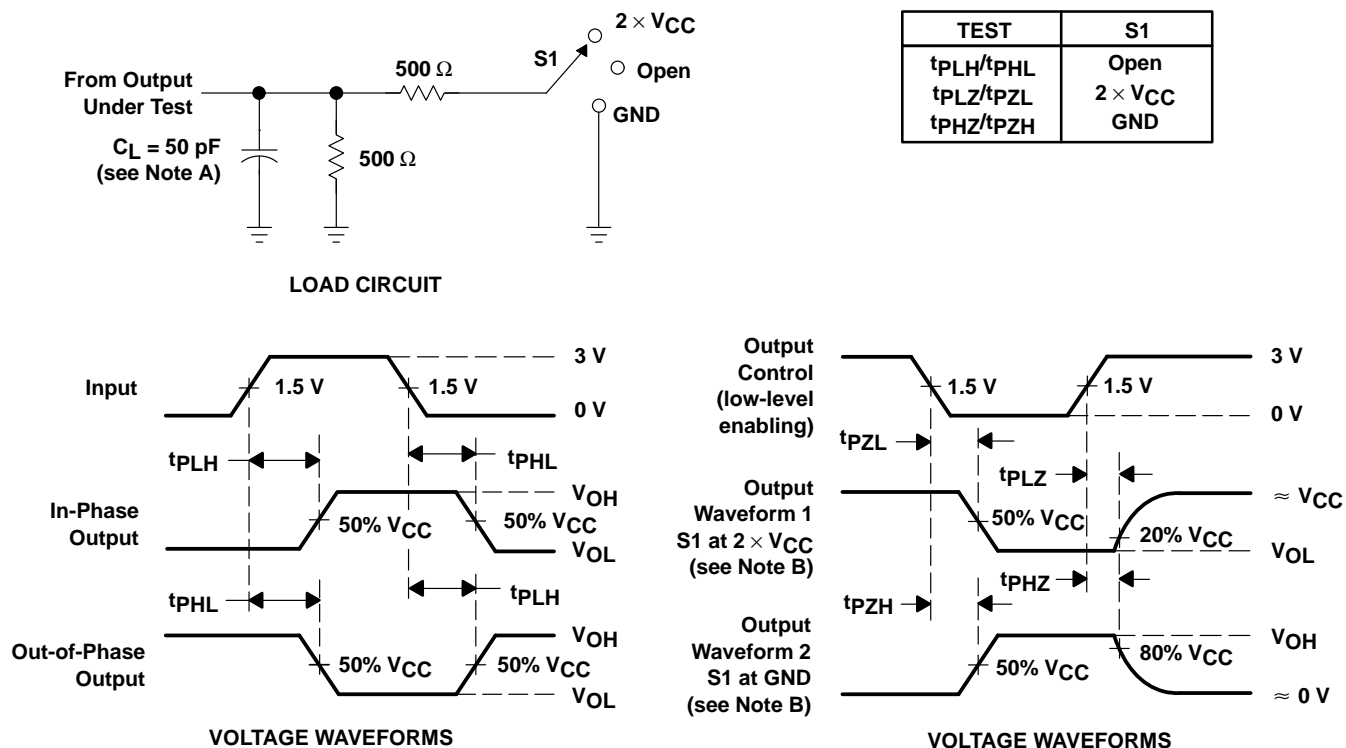 2 × VCC
S1
Open
GND
500 Ω
From Output
Under Test
CL = 50 pF
(see Note A)
500 Ω
LOAD CIRCUIT
TEST S1
tPLH/tPHL Open
tPLZ/tPZL 2 × VCC
tPHZ/tPZH GND
Input
1.5 V
1.5 V
3 V
0 V
tPLH
tPHL
In-Phase
Output
50% VCC
50% VCC
VOH
VOL
tPHL
tPLH
Out-of-Phase
Output
50% VCC
50% VCC
VOH
VOL
VOLTAGE WAVEFORMS
Output
Control
(low-level
enabling)
1.5 V
1.5 V
3 V
0 V
tPZL
tPLZ
Output
Waveform 1
S1 at 2 × VCC
(see Note B)
50% VCC
20% VCC
≈ VCC
VOL
tPZH
tPHZ
Output
Waveform 2
S1 at GND
(see Note B)
50% VCC
80% VCC
VOH
≈ 0 V
VOLTAGE WAVEFORMS